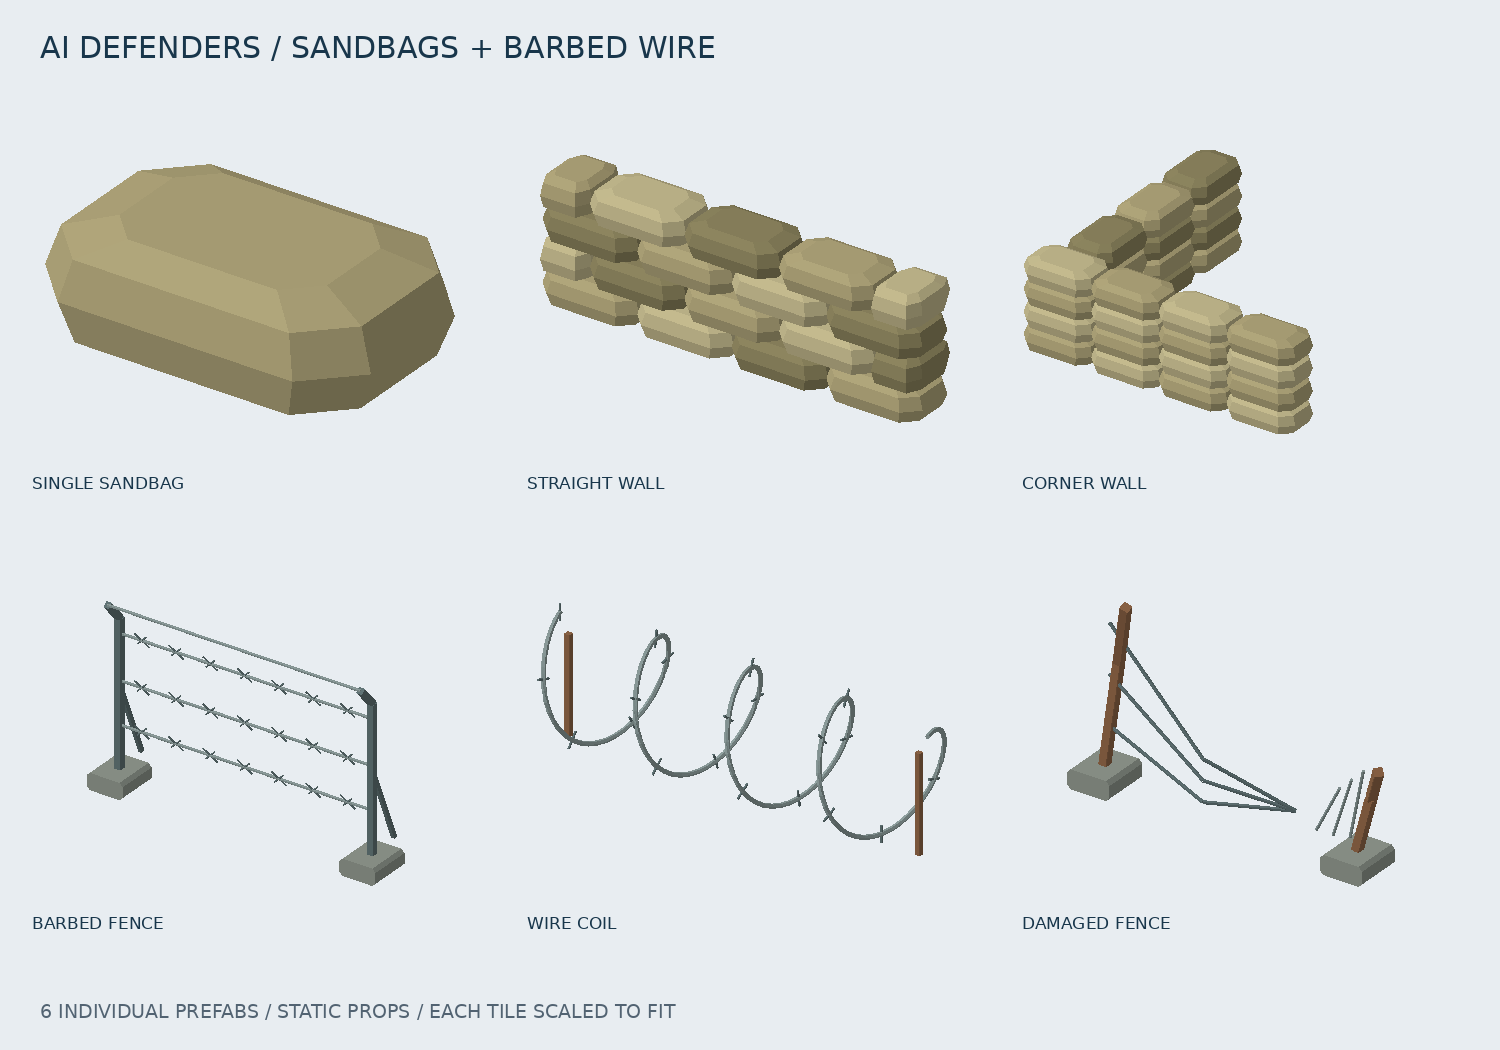 AI DEFENDERS / SANDBAGS + BARBED WIRE
SINGLE SANDBAG
STRAIGHT WALL
CORNER WALL
BARBED FENCE
WIRE COIL
DAMAGED FENCE
6 INDIVIDUAL PREFABS / STATIC PROPS / EACH TILE SCALED TO FIT